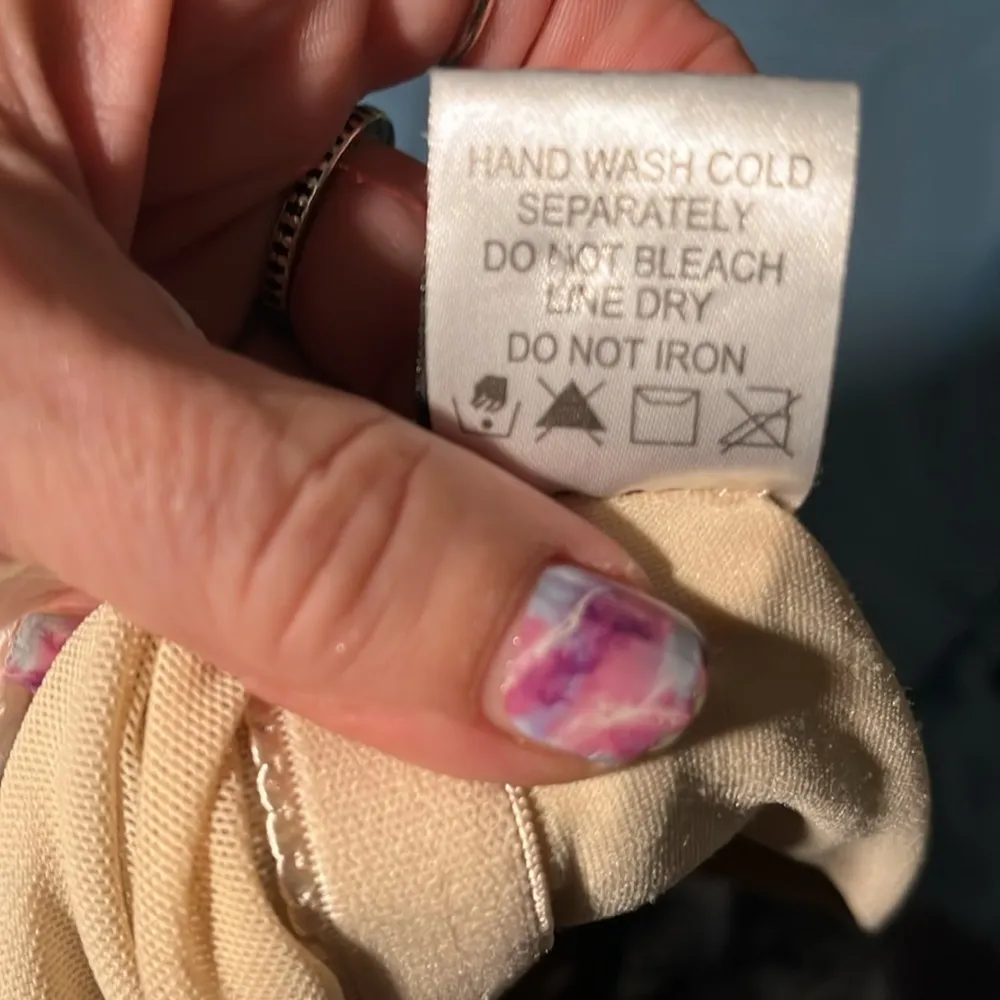 HAND WASH COLD
SEPARATELY
DO NOT BLEACH
LINE DRY
DO NOT IRON